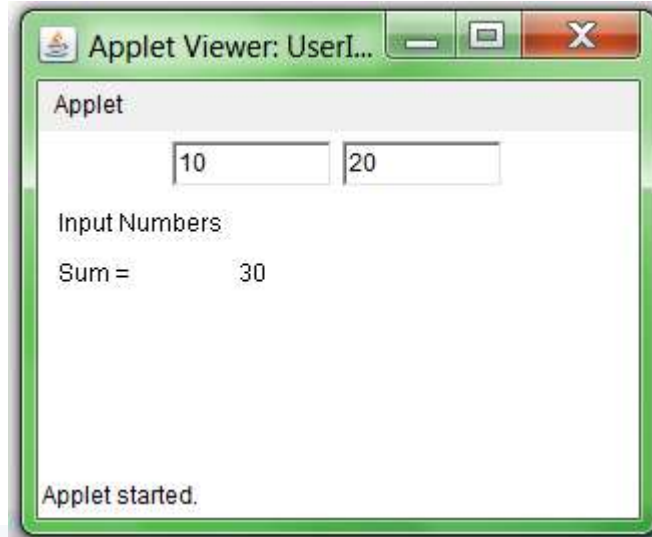 Applet Viewer: UserI...
Applet
10 20
Input Numbers
Sum = 30
Applet started.